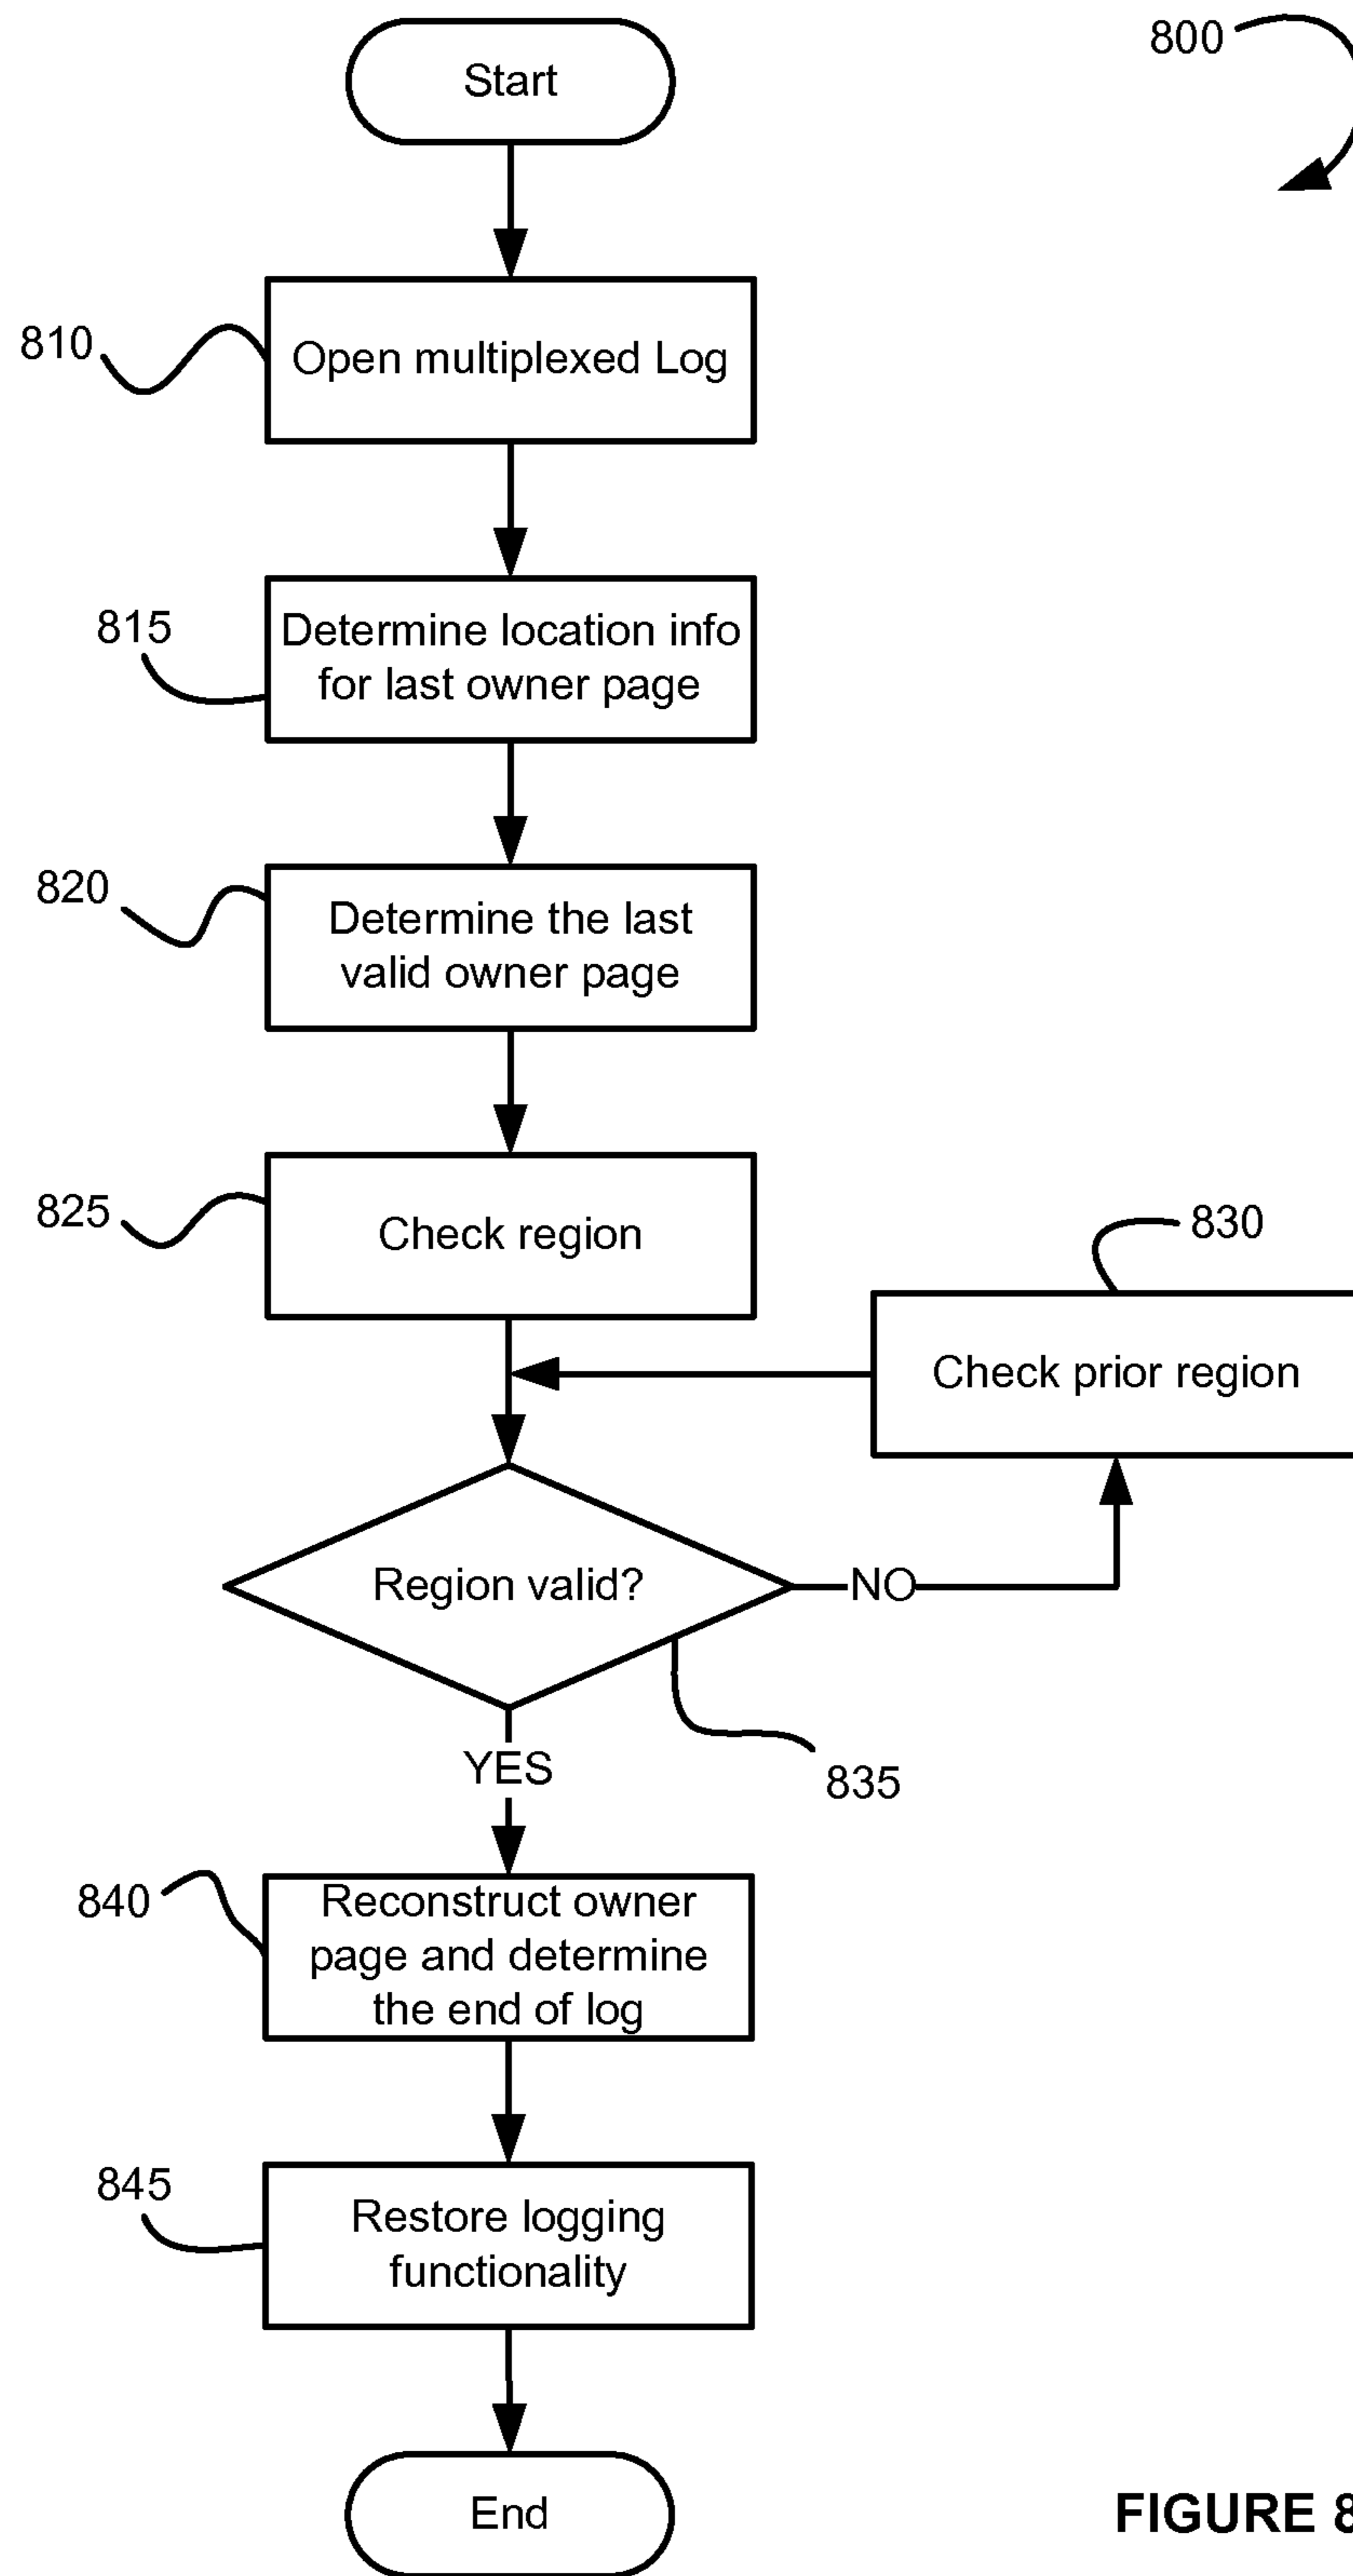 Start
800
810
Open multiplexed Log
815
Determine location info
for last owner page
820
Determine the last
valid owner page
825
Check region
830
Check prior region
Region valid?
NO
YES
835
840
Reconstruct owner
page and determine
the end of log
845
Restore logging
functionality
End
FIGURE 8